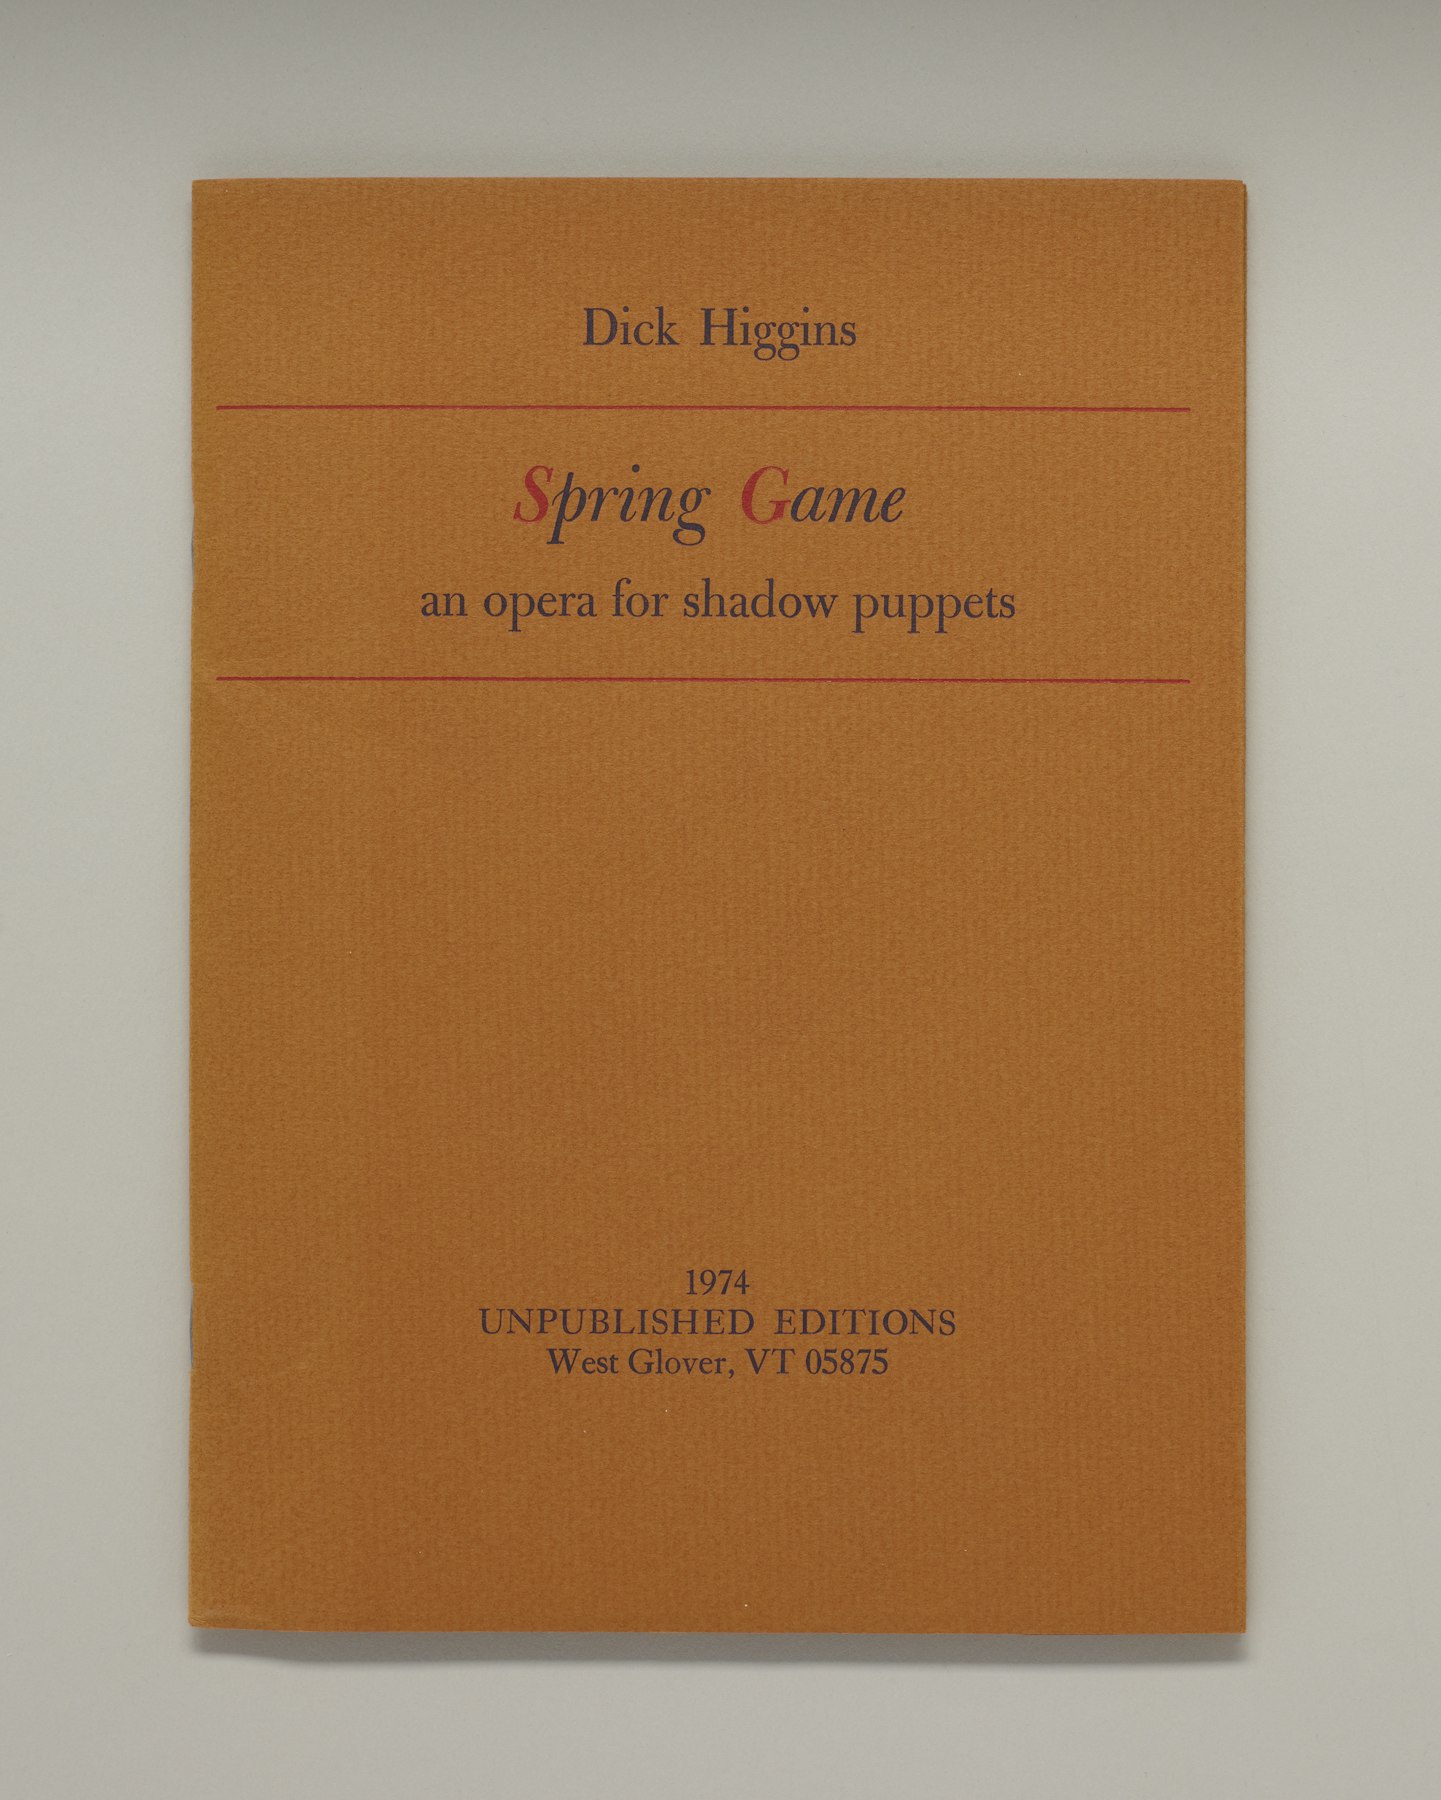 Dick Higgins
Spring Game
an opera for shadow puppets
1974
UNPUBLISHED EDITIONS
West Glover, VT 05875